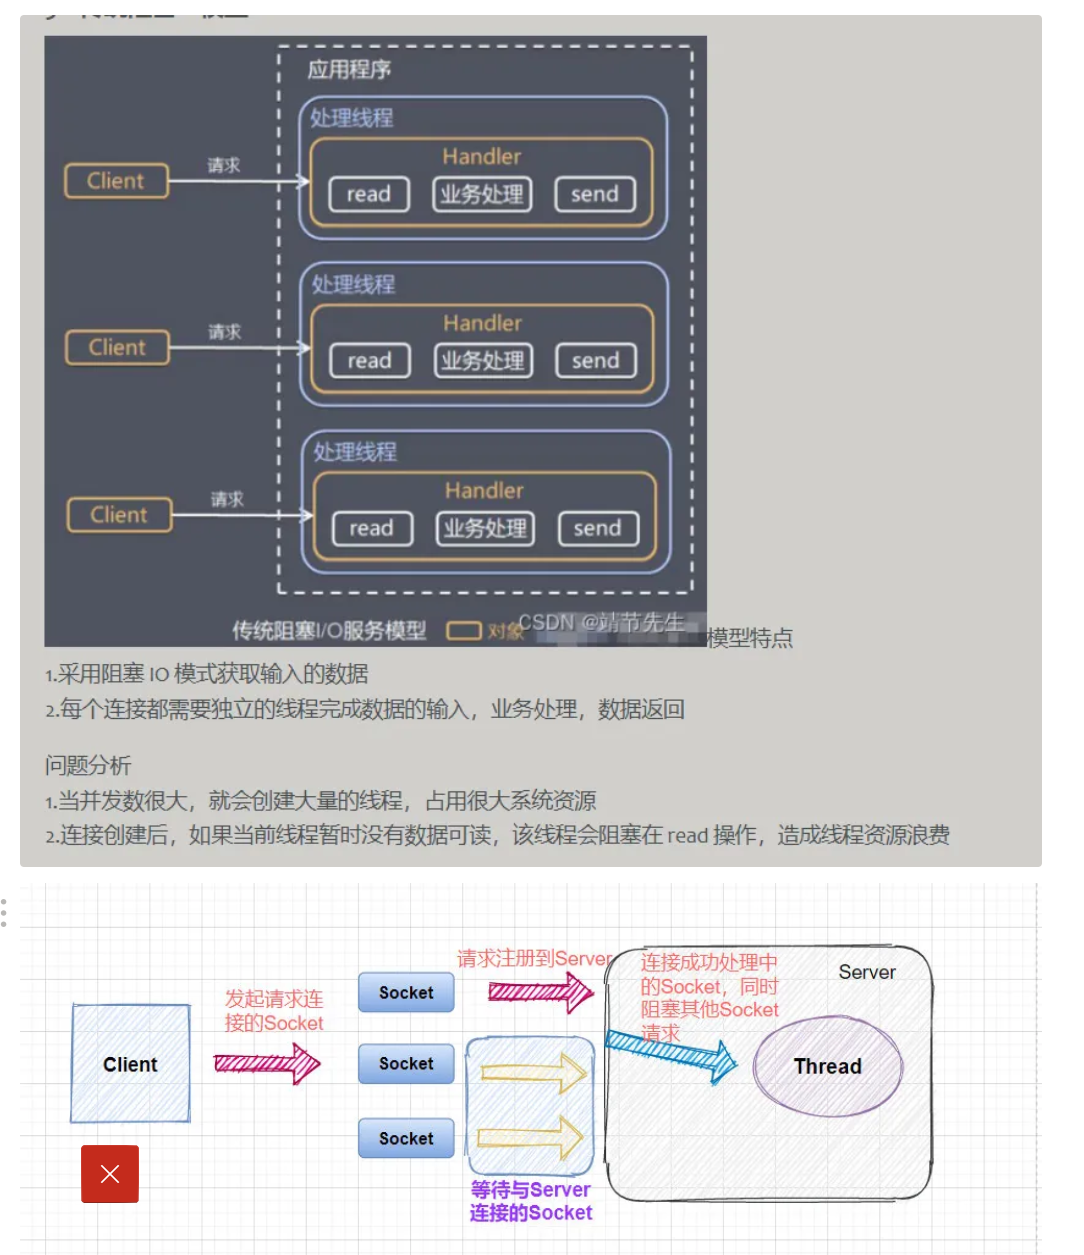 应用程序
处理线程
Handler
Client
请求
read
业务处理
send
处理线程
Handler
Client
请求
read
业务处理
send
处理线程
Handler
Client
请求
read
业务处理
send
传统阻塞I/O服务模型
对象
CSDN @靖节先生
模型特点
1.采用阻塞 IO 模式获取输入的数据
2.每个连接都需要独立的线程完成数据的输入，业务处理，数据返回
问题分析
1.当并发数很大，就会创建大量的线程，占用很大系统资源
2.连接创建后，如果当前线程暂时没有数据可读，该线程会阻塞在 read 操作，造成线程资源浪费
Client
发起请求连
接的Socket
Socket
Socket
Socket
请求注册到Server
等待与Server
连接的Socket
连接成功处理中
的Socket，同时
阻塞其他Socket
请求
Server
Thread